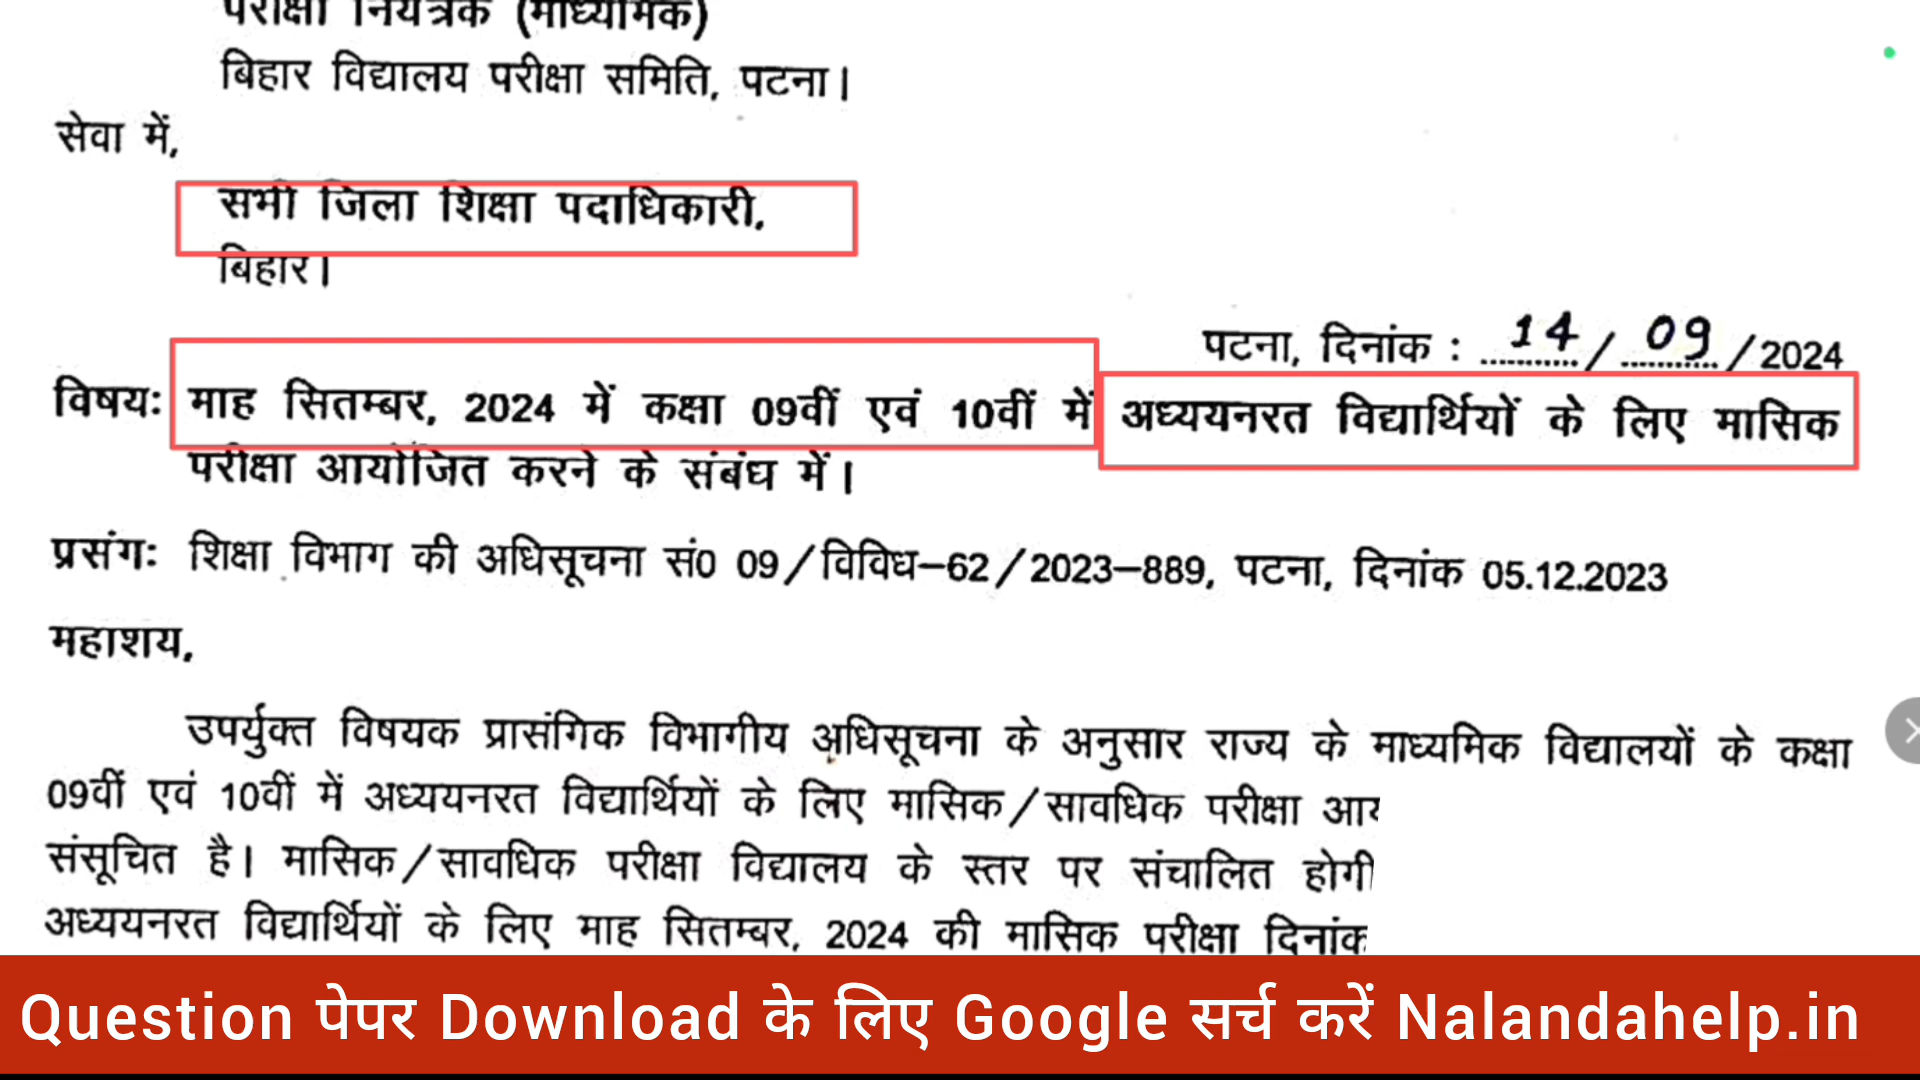 परीक्षा नियंत्रक (माध्यमिक)
बिहार विद्यालय परीक्षा समिति, पटना।
सेवा में,
सभी जिला शिक्षा पदाधिकारी,
बिहार।
पटना, दिनांक : 14/09/2024
विषयः माह सितम्बर, 2024 में कक्षा 09वीं एवं 10वीं में अध्ययनरत विद्यार्थियों के लिए मासिक
परीक्षा आयोजित करने के संबंध में।
प्रसंगः शिक्षा विभाग की अधिसूचना सं0 09/विविध–62/2023–889, पटना, दिनांक 05.12.2023
महाशय,
उपर्युक्त विषयक प्रासंगिक विभागीय अधिसूचना के अनुसार राज्य के माध्यमिक विद्यालयों के कक्षा
09वीं एवं 10वीं में अध्ययनरत विद्यार्थियों के लिए मासिक/सावधिक परीक्षा
संसूचित है। मासिक/सावधिक परीक्षा विद्यालय के स्तर पर संचालित होगी
अध्ययनरत विद्यार्थियों के लिए माह सितम्बर, 2024 की मासिक परीक्षा दिनांक
Question पेपर Download के लिए Google सर्च करें Nalandahelp.in